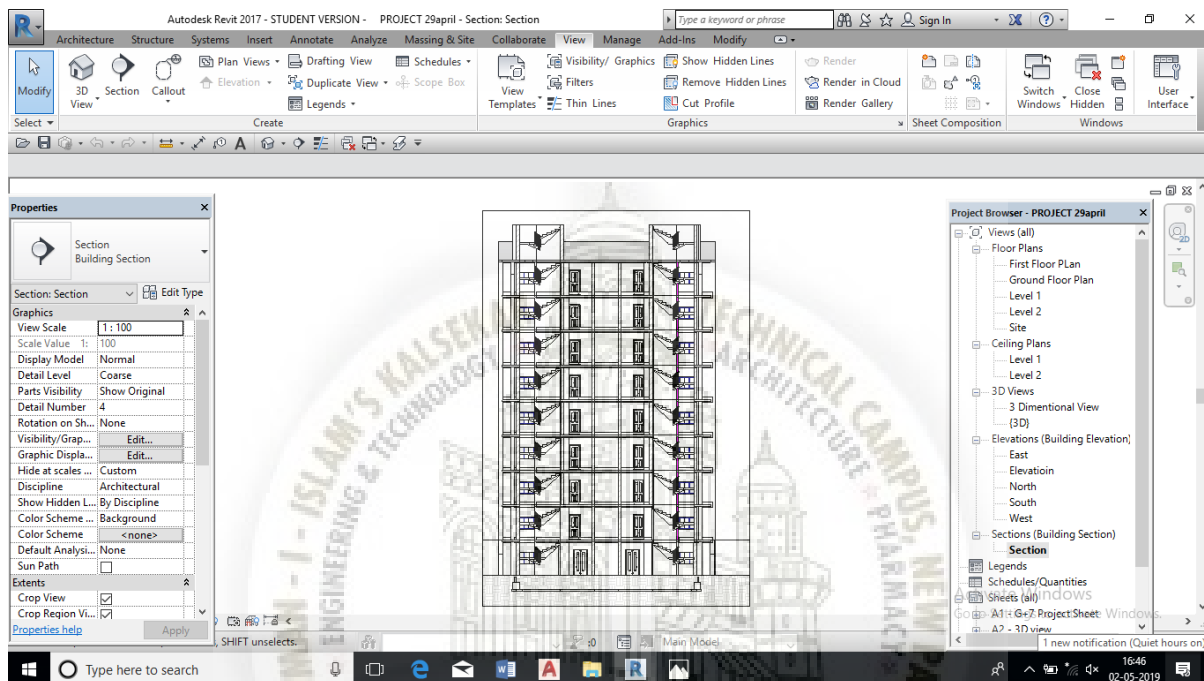 Autodesk Revit 2017 - STUDENT VERSION - PROJECT 29april - Section: Section
Type a keyword or phrase
Sign In
Architecture Structure Systems Insert Annotate Analyze Massing & Site Collaborate View Manage Add-Ins Modify
Modify
3D View
Section
Callout
Plan Views
Elevation
Drafting View
Duplicate View
Legends
Schedules
Scope Box
View Templates
Visibility/ Graphics
Filters
Thin Lines
Show Hidden Lines
Remove Hidden Lines
Cut Profile
Render
Render in Cloud
Render Gallery
Switch Windows
Close Hidden
User Interface
Select
Create
Graphics
Sheet Composition
Windows
Properties
Section
Building Section
Section: Section
Edit Type
Graphics
View Scale 1 : 100
Scale Value 1: 100
Display Model Normal
Detail Level Coarse
Parts Visibility Show Original
Detail Number 4
Rotation on Sh... None
Visibility/Grap... Edit...
Graphic Displa... Edit...
Hide at scales ... Custom
Discipline Architectural
Show Hidden L... By Discipline
Color Scheme ... Background
Color Scheme <none>
Default Analysi... None
Sun Path
Extents
Crop View
Crop Region Vi...
Properties help
Apply
Project Browser - PROJECT 29april
Views (all)
Floor Plans
First Floor PLan
Ground Floor Plan
Level 1
Level 2
Site
Ceiling Plans
Level 1
Level 2
3D Views
3 Dimentional View
{3D}
Elevations (Building Elevation)
East
Elevatioin
North
South
West
Sections (Building Section)
Section
Legends
Schedules/Quantities
Sheets (all)
A1 - G+7 Project Sheet
A2 - 3D view
2D
, SHIFT unselects.
:0
Main Model
1 new notification (Quiet hours on)
Type here to search
16:46
02-05-2019